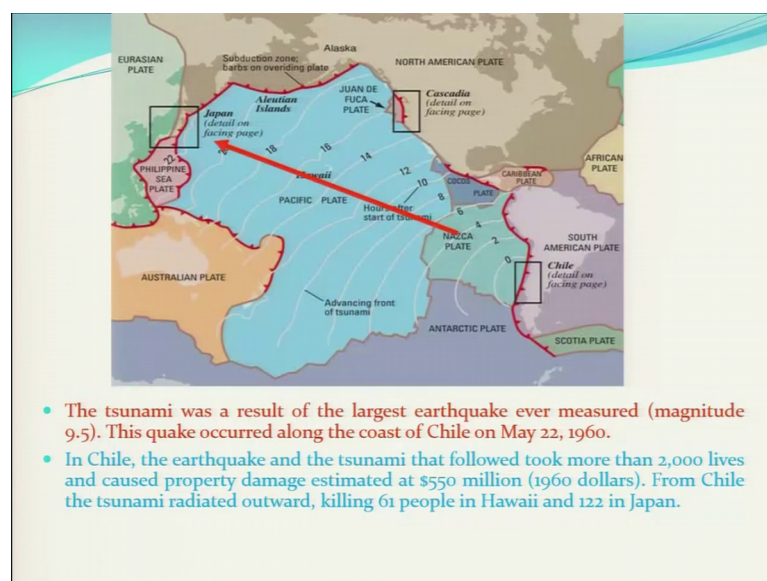 Alaska
EURASIAN
PLATE
Subduction zone;
barbs on overiding plate
NORTH AMERICAN PLATE
JUAN DE
FUCA
PLATE
Cascadia
(detail on
facing page)
Aleutian
Islands
Japan
(detail on
facing page)
22
18
16
14
12
10
8
6
4
2
0
PHILIPPINE
SEA
PLATE
Hawaii
PACIFIC PLATE
Hours after
start of tsunami
COCOS
PLATE
CARIBBEAN
PLATE
AFRICAN
PLATE
NAZCA
PLATE
SOUTH
AMERICAN PLATE
Chile
(detail on
facing page)
AUSTRALIAN PLATE
Advancing front
of tsunami
ANTARCTIC PLATE
SCOTIA PLATE
• The tsunami was a result of the largest earthquake ever measured (magnitude
9.5). This quake occurred along the coast of Chile on May 22, 1960.
• In Chile, the earthquake and the tsunami that followed took more than 2,000 lives
and caused property damage estimated at $550 million (1960 dollars). From Chile
the tsunami radiated outward, killing 61 people in Hawaii and 122 in Japan.